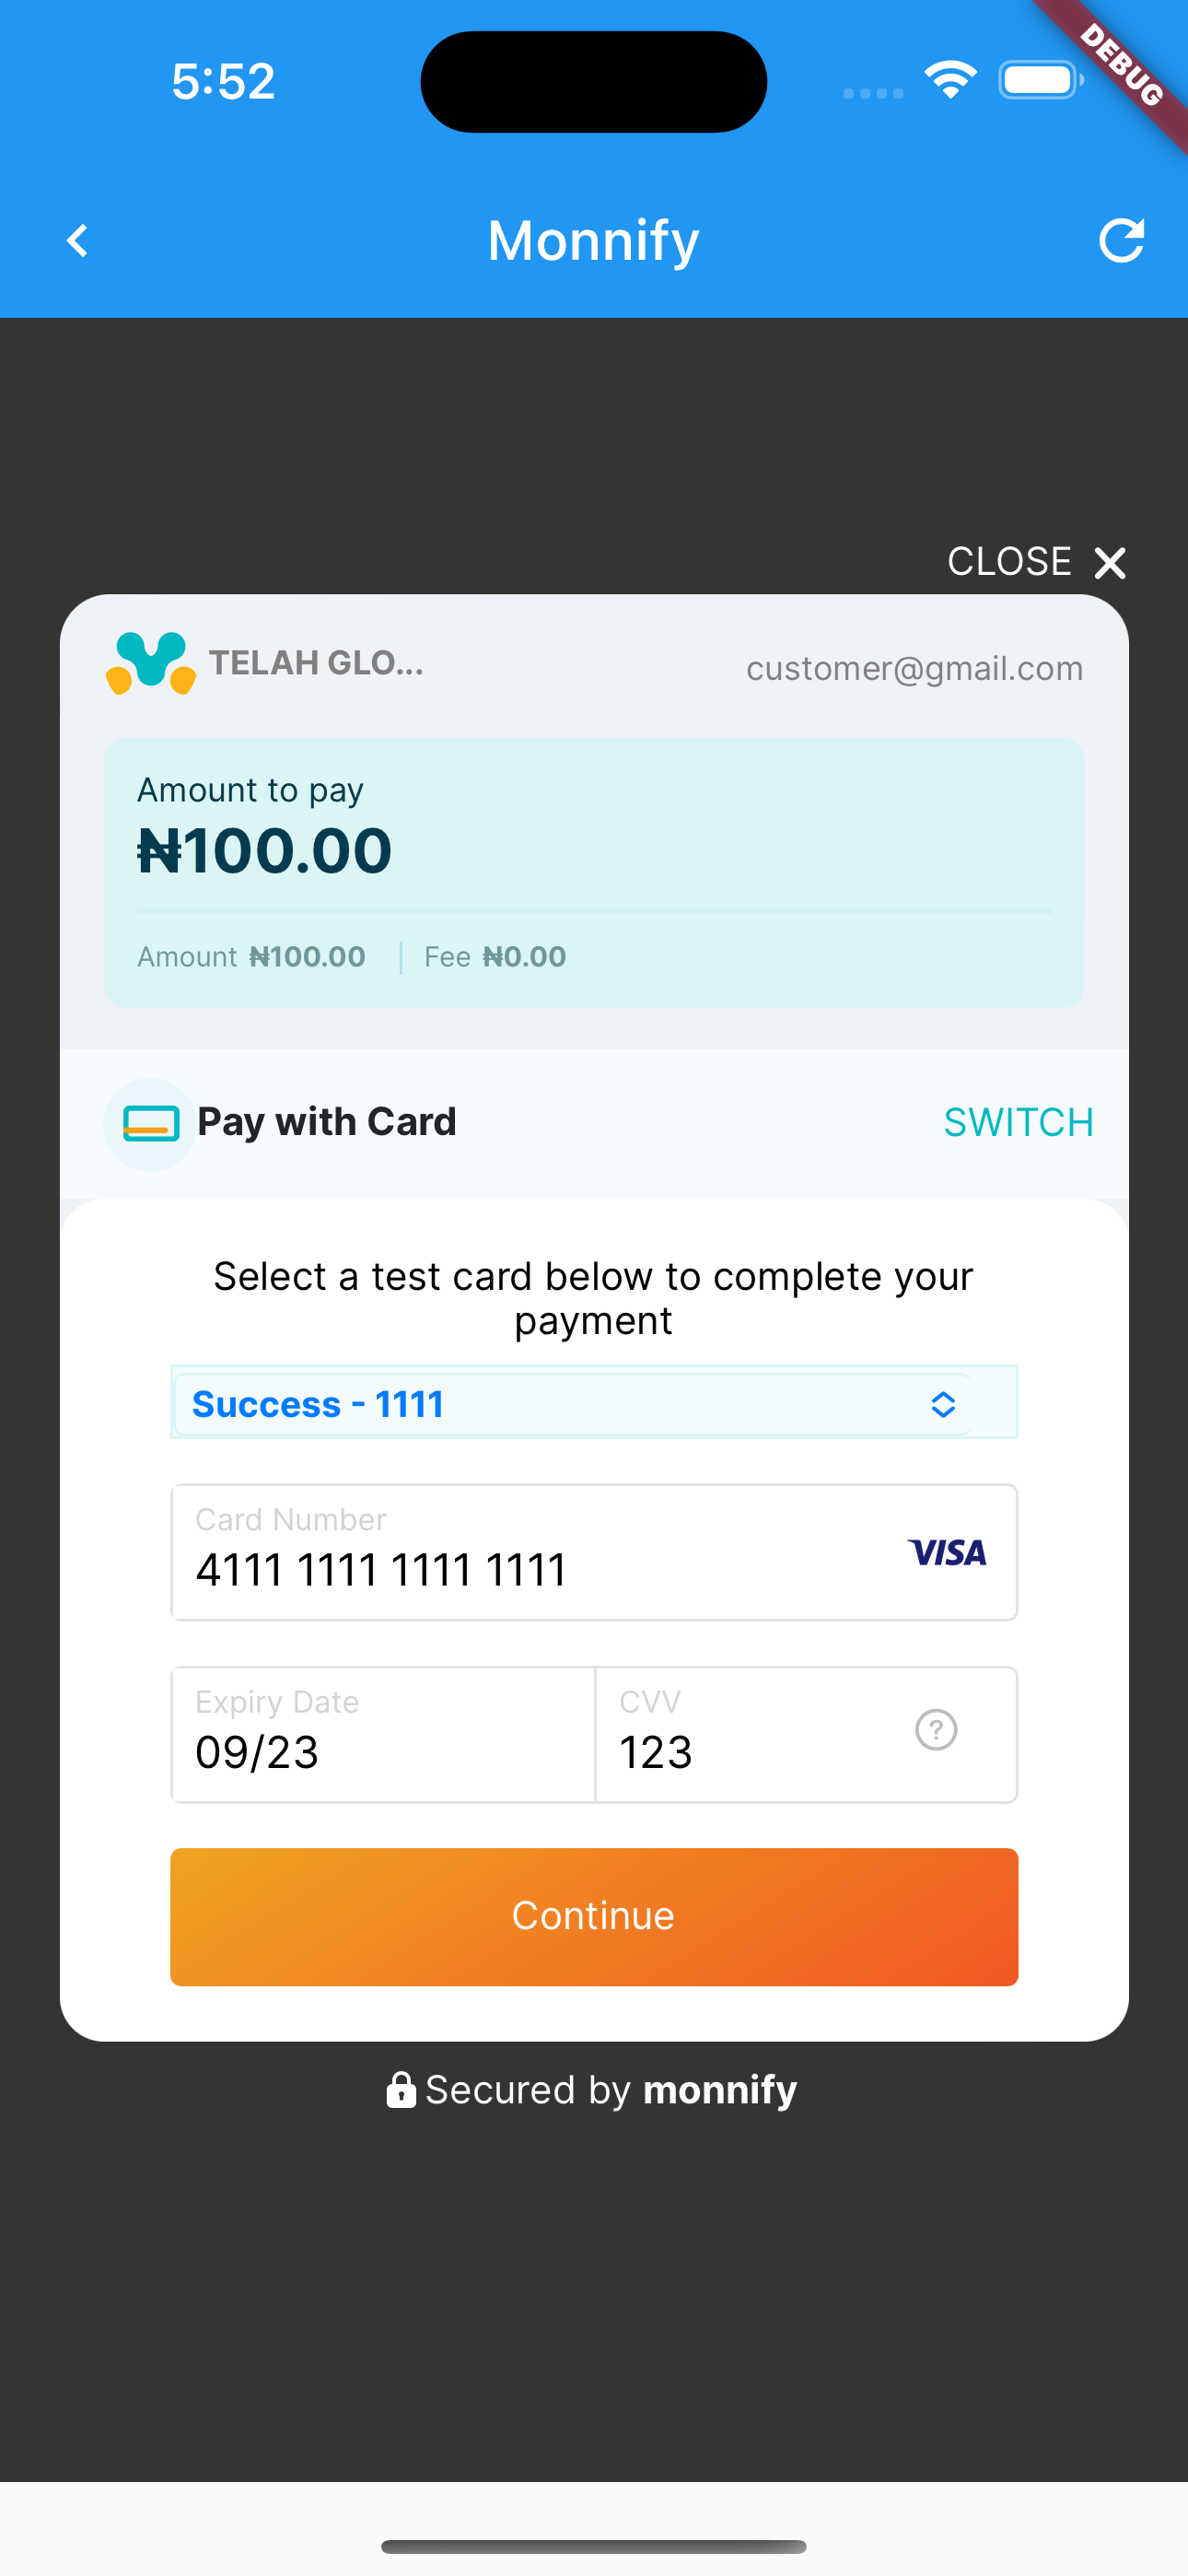 5:52
DEBUG
Monnify
CLOSE
TELAH GLO...
customer@gmail.com
Amount to pay
₦100.00
Amount ₦100.00 | Fee ₦0.00
Pay with Card
SWITCH
Select a test card below to complete your
payment
Success - 1111
Card Number
4111 1111 1111 1111
VISA
Expiry Date
CVV
09/23
123
?
Continue
Secured by monnify